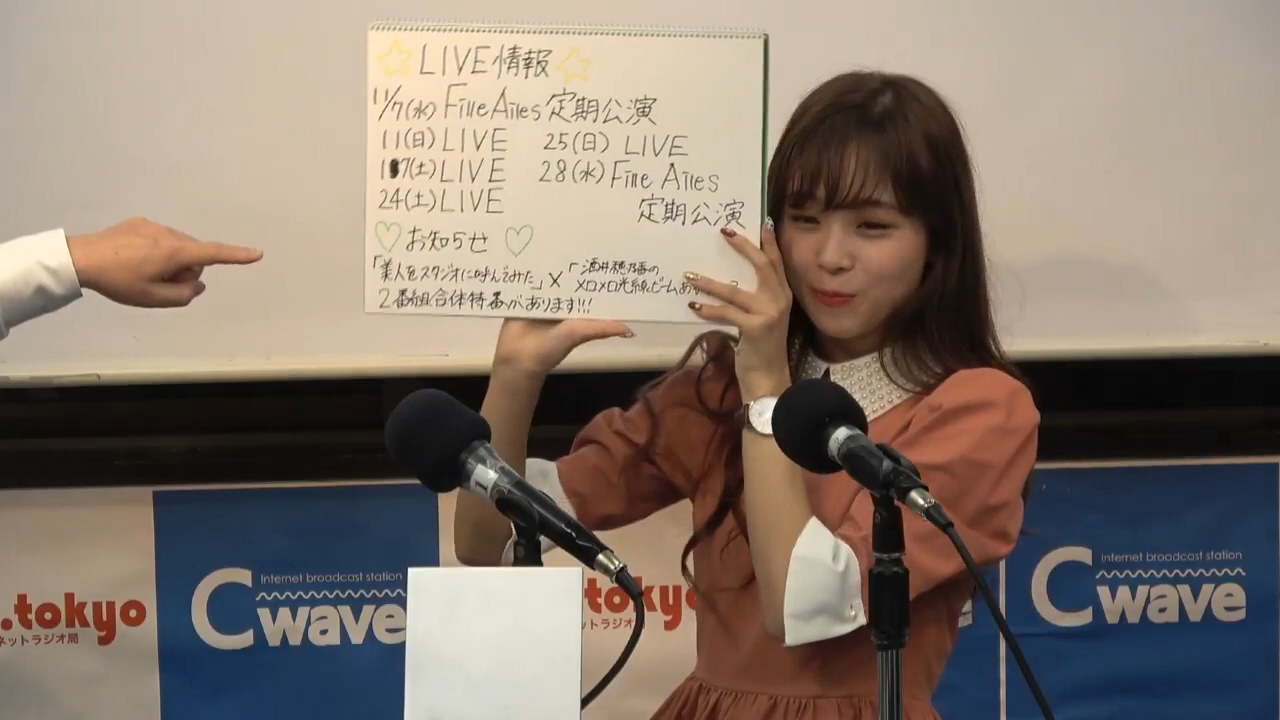 LIVE情報
11/7(水) Fille Ailes 定期公演
11(日) LIVE 25(日) LIVE
17(土) LIVE 28(水) Fille Ailes
24(土) LIVE 定期公演
お知らせ
「美人をスタジオに呼んでみた。」×「酒井穂乃香の
メロメロ光線ビームあ
2番組合体特番があります!!!
.tokyo
ネットラジオ局
Internet broadcast station
Cwave
.tokyo
ットラジオ局
Internet broadcast station
Cwave
1